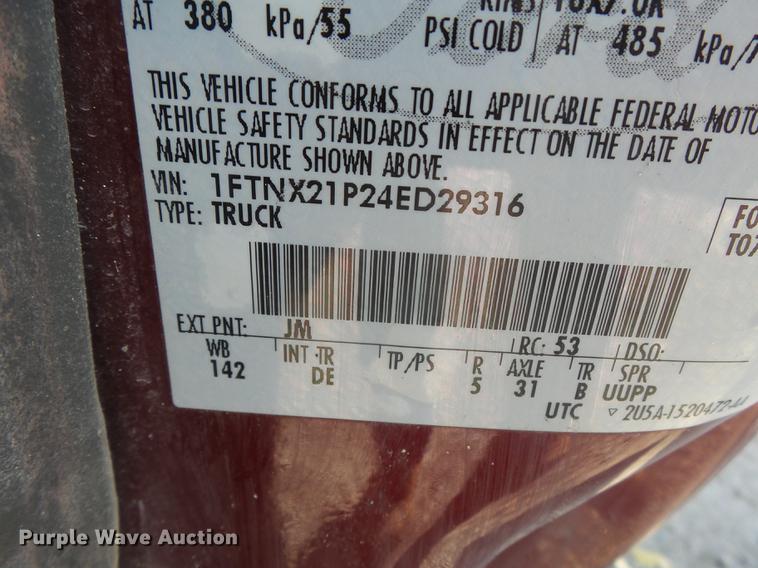 AT 380 kPa/55 PSI COLD AT 485 kPa/7
THIS VEHICLE CONFORMS TO ALL APPLICABLE FEDERAL MOTO
VEHICLE SAFETY STANDARDS IN EFFECT ON THE DATE OF
MANUFACTURE SHOWN ABOVE.
VIN: 1FTNX21P24ED29316
TYPE: TRUCK
FO
T07
EXT PNT: JM RC: 53 DSO:
WB INT TR TP/PS R AXLE TR SPR
142 DE 5 31 B UUPP
UTC ▽ 2U5A-1520472-AA
Purple Wave Auction